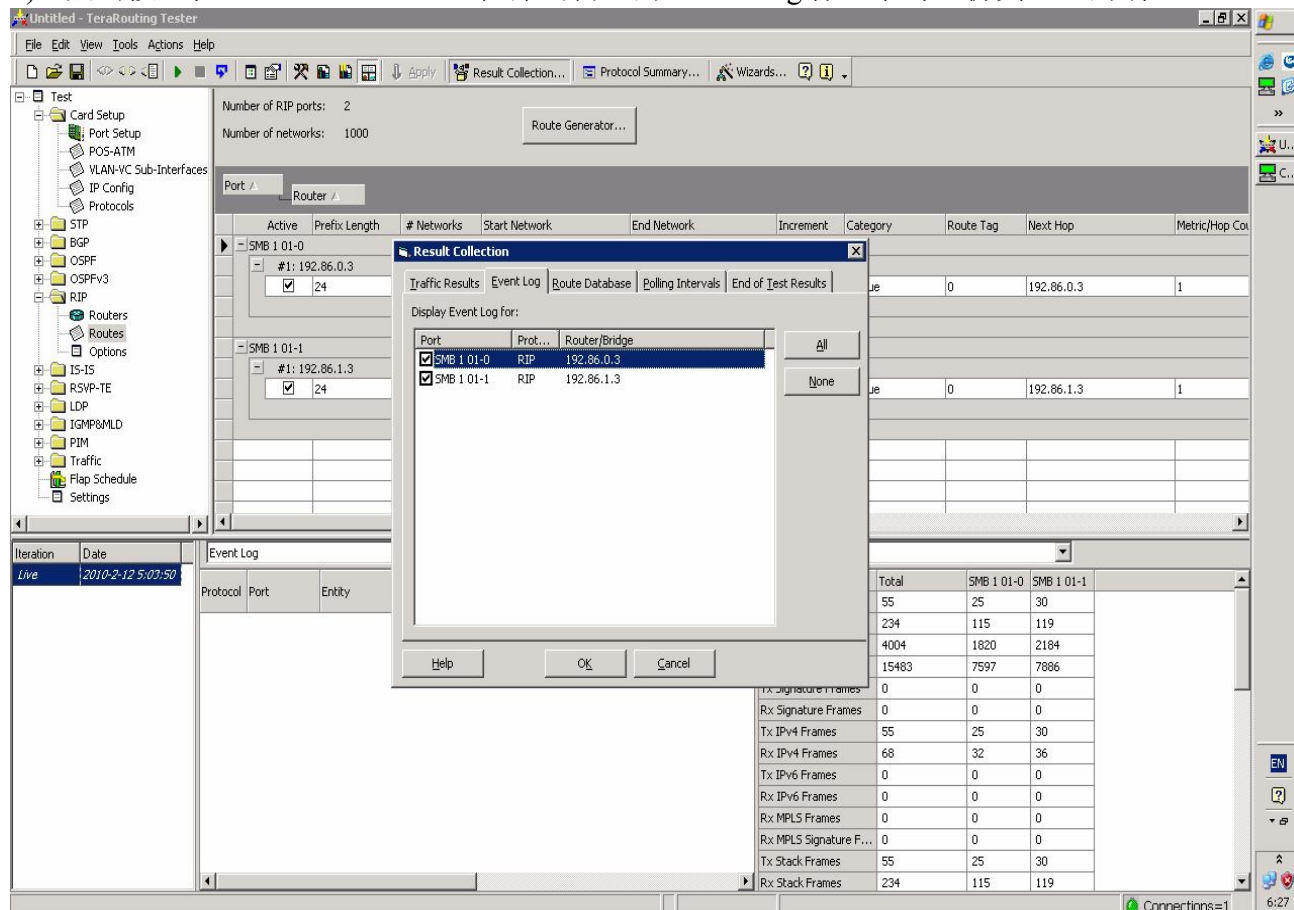 Untitled - TeraRouting Tester
File Edit View Tools Actions Help
Apply Result Collection... Protocol Summary... Wizards...
Test
Card Setup
Port Setup
POS-ATM
VLAN-VC Sub-Interfaces
IP Config
Protocols
STP
BGP
OSPF
OSPFv3
RIP
Routers
Routes
Options
IS-IS
RSVP-TE
LDP
IGMP&MLD
PIM
Traffic
Flap Schedule
Settings
Number of RIP ports: 2
Number of networks: 1000
Route Generator...
Port
Router
Active Prefix Length # Networks Start Network End Network Increment Category Route Tag Next Hop Metric/Hop Cou
SMB 1 01-0
#1: 192.86.0.3
24 ue 0 192.86.0.3 1
SMB 1 01-1
#1: 192.86.1.3
24 ue 0 192.86.1.3 1
Result Collection
Traffic Results Event Log Route Database Polling Intervals End of Test Results
Display Event Log for:
Port Prot... Router/Bridge
SMB 1 01-0 RIP 192.86.0.3
SMB 1 01-1 RIP 192.86.1.3
All
None
Help OK Cancel
Iteration Date
Live 2010-2-12 5:03:50
Event Log
Protocol Port Entity
Total SMB 1 01-0 SMB 1 01-1
55 25 30
234 115 119
4004 1820 2184
15483 7597 7886
Tx Signature Frames 0 0 0
Rx Signature Frames 0 0 0
Tx IPv4 Frames 55 25 30
Rx IPv4 Frames 68 32 36
Tx IPv6 Frames 0 0 0
Rx IPv6 Frames 0 0 0
Rx MPLS Frames 0 0 0
Rx MPLS Signature F... 0 0 0
Tx Stack Frames 55 25 30
Rx Stack Frames 234 115 119
Connections=1
U..
C..
EN
6:27